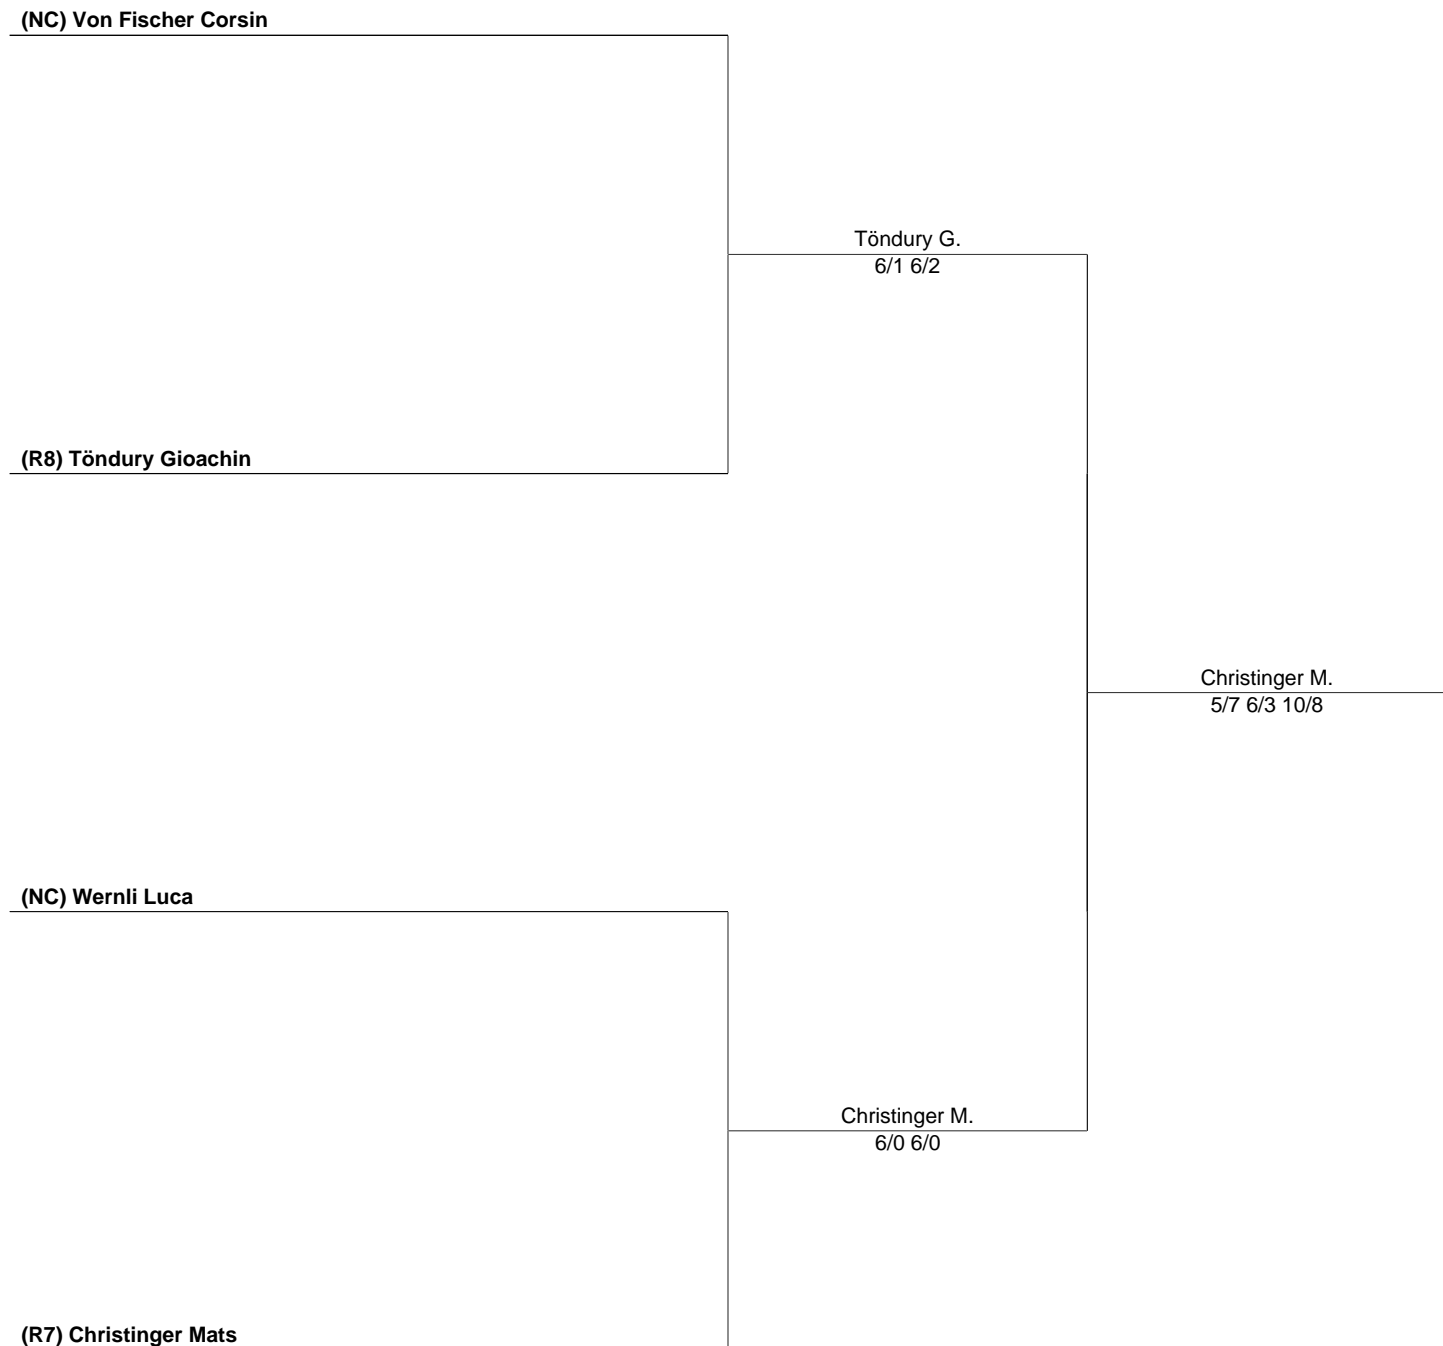 (NC) Von Fischer Corsin
Töndury G.
6/1 6/2
(R8) Töndury Gioachin
Christinger M.
5/7 6/3 10/8
(NC) Wernli Luca
Christinger M.
6/0 6/0
(R7) Christinger Mats